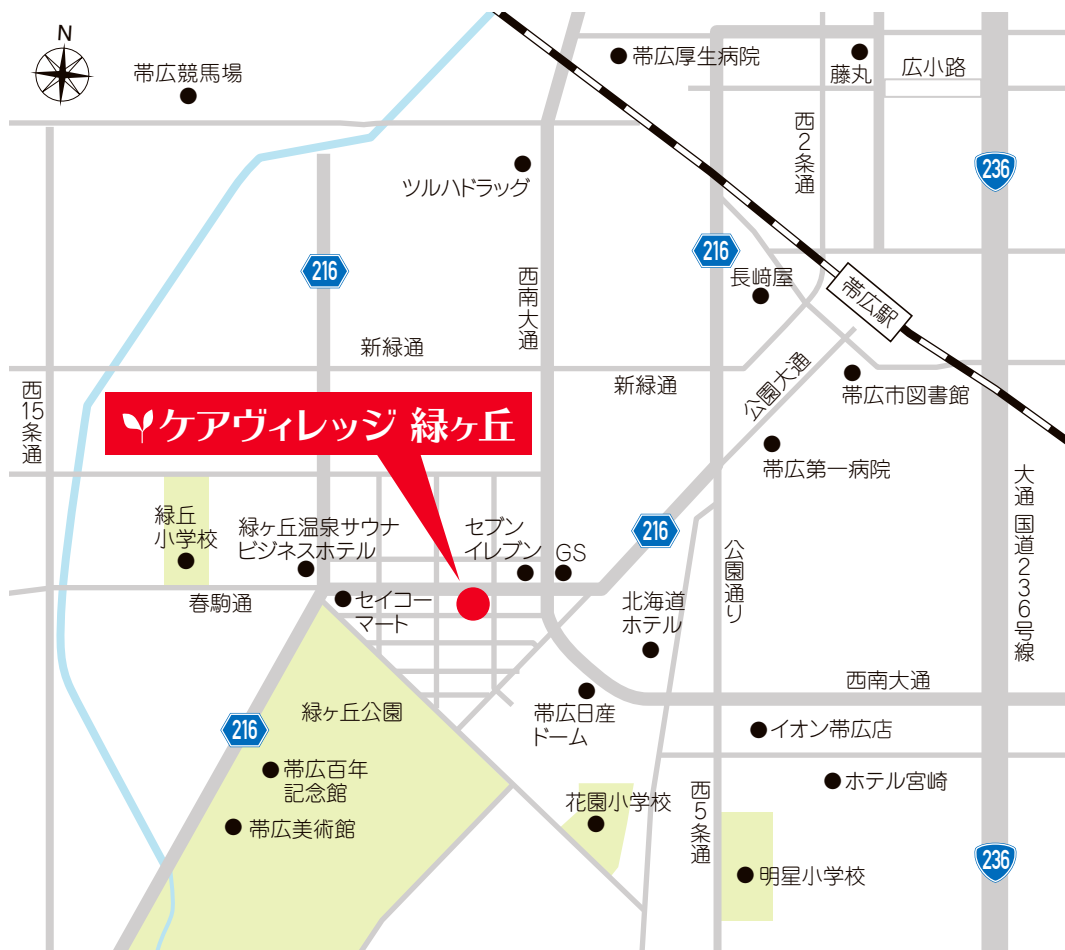 N
帯広競馬場
帯広厚生病院
藤丸
広小路
西2条通
236
ツルハドラッグ
216
216
西南大通
長﨑屋
帯広駅
新緑通
新緑通
公園大通
帯広市図書館
西15条通
ケアヴィレッジ 緑ヶ丘
帯広第一病院
大通 国道236号線
緑丘
小学校
緑ヶ丘温泉サウナ
ビジネスホテル
セブン
イレブン
GS
216
公園通り
春駒通
セイコー
マート
北海道
ホテル
西南大通
緑ヶ丘公園
帯広日産
ドーム
216
イオン帯広店
帯広百年
記念館
ホテル宮崎
花園小学校
西5条通
帯広美術館
236
明星小学校